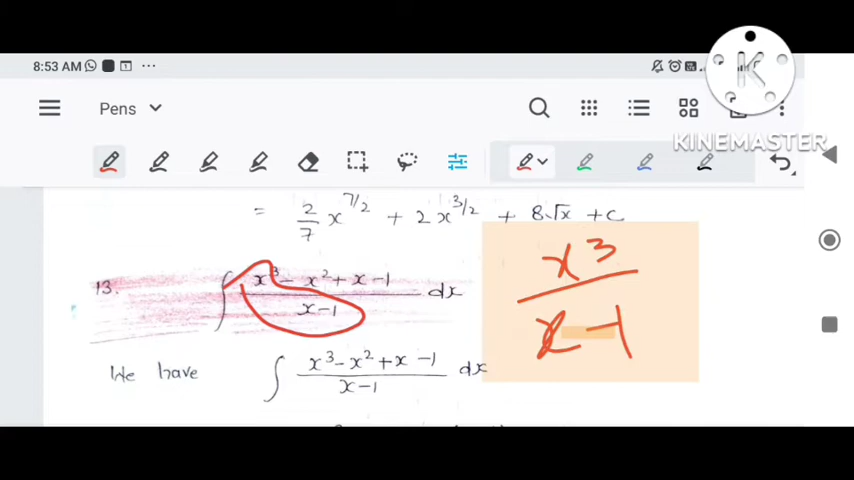 8:53 AM
KINEMASTER
Pens
= 2/7 x^{7/2} + 2x^{3/2} + 8√x + c
13. ∫ (x³ - x² + x - 1)/(x-1) dx
x³/(x-1)
We have ∫ (x³ - x² + x - 1)/(x-1) dx